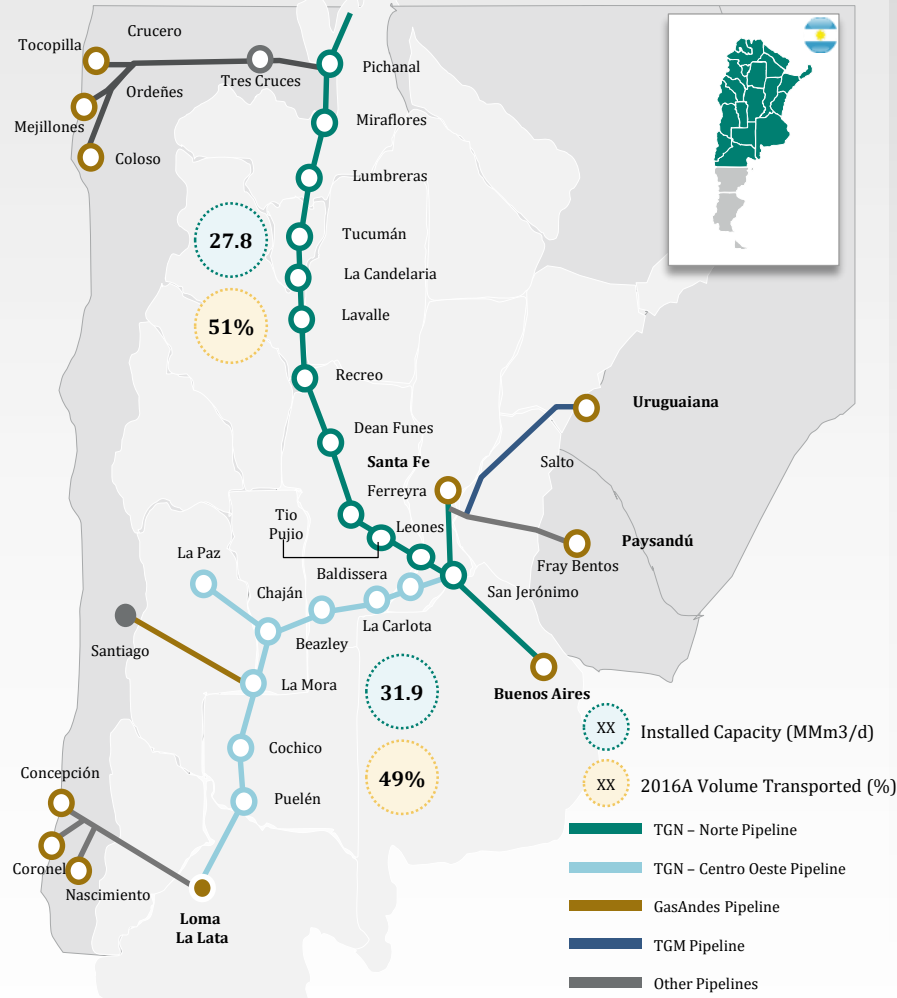 Crucero
Tocopilla
Pichanal
Tres Cruces
Ordeñes
Miraflores
Mejillones
Coloso
Lumbreras
27.8
Tucumán
La Candelaria
51%
Lavalle
Recreo
Uruguaiana
Dean Funes
Santa Fe
Salto
Ferreyra
Tio
Pujio
Leones
Paysandú
La Paz
Fray Bentos
Baldissera
Chaján
San Jerónimo
La Carlota
Beazley
Santiago
La Mora
31.9
Buenos Aires
XX
Installed Capacity (MMm3/d)
Cochico
Concepción
49%
XX
2016A Volume Transported (%)
Puelén
TGN – Norte Pipeline
Coronel
TGN – Centro Oeste Pipeline
Nascimiento
GasAndes Pipeline
Loma
La Lata
TGM Pipeline
Other Pipelines